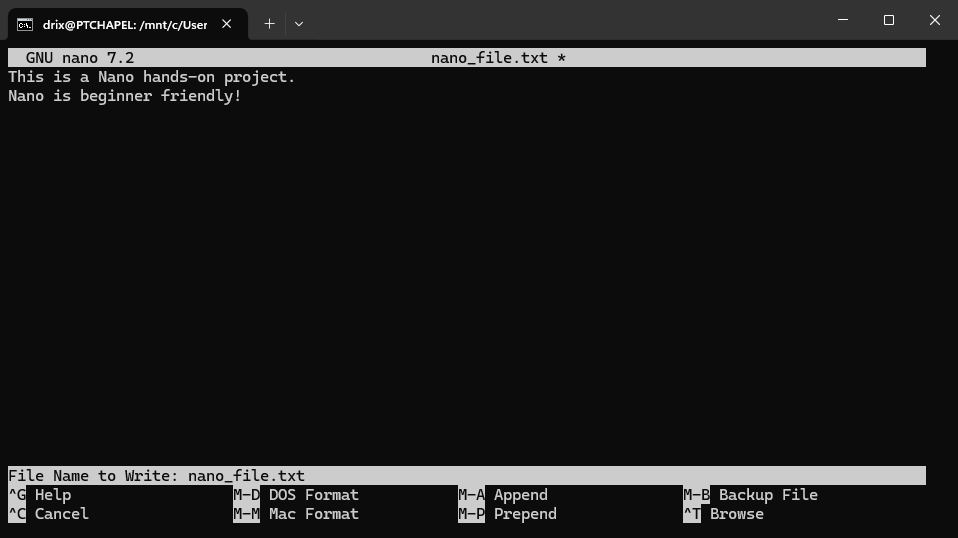 drix@PTCHAPEL: /mnt/c/User
GNU nano 7.2 nano_file.txt *
This is a Nano hands-on project.
Nano is beginner friendly!
File Name to Write: nano_file.txt
^G Help M-D DOS Format M-A Append M-B Backup File
^C Cancel M-M Mac Format M-P Prepend ^T Browse